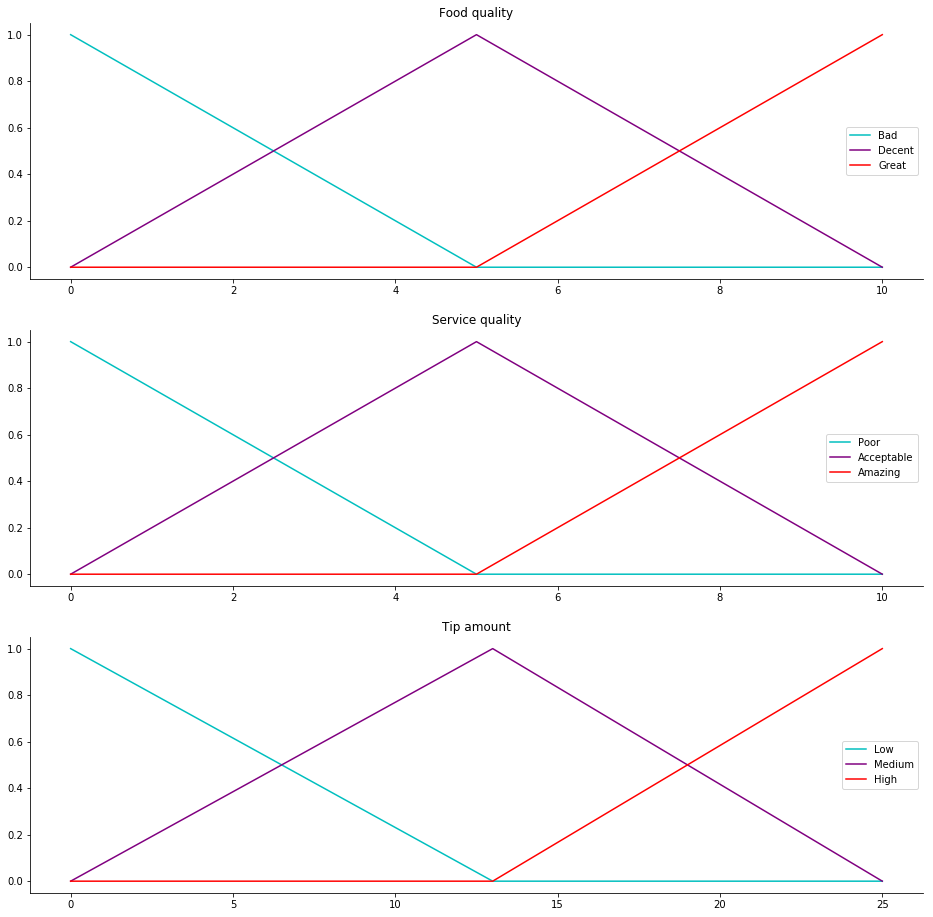 Food quality
1.0
0.8
0.6
0.4
0.2
0.0
Bad
Decent
Great
0 2 4 6 8 10
Service quality
1.0
0.8
0.6
0.4
0.2
0.0
Poor
Acceptable
Amazing
0 2 4 6 8 10
Tip amount
1.0
0.8
0.6
0.4
0.2
0.0
Low
Medium
High
0 5 10 15 20 25